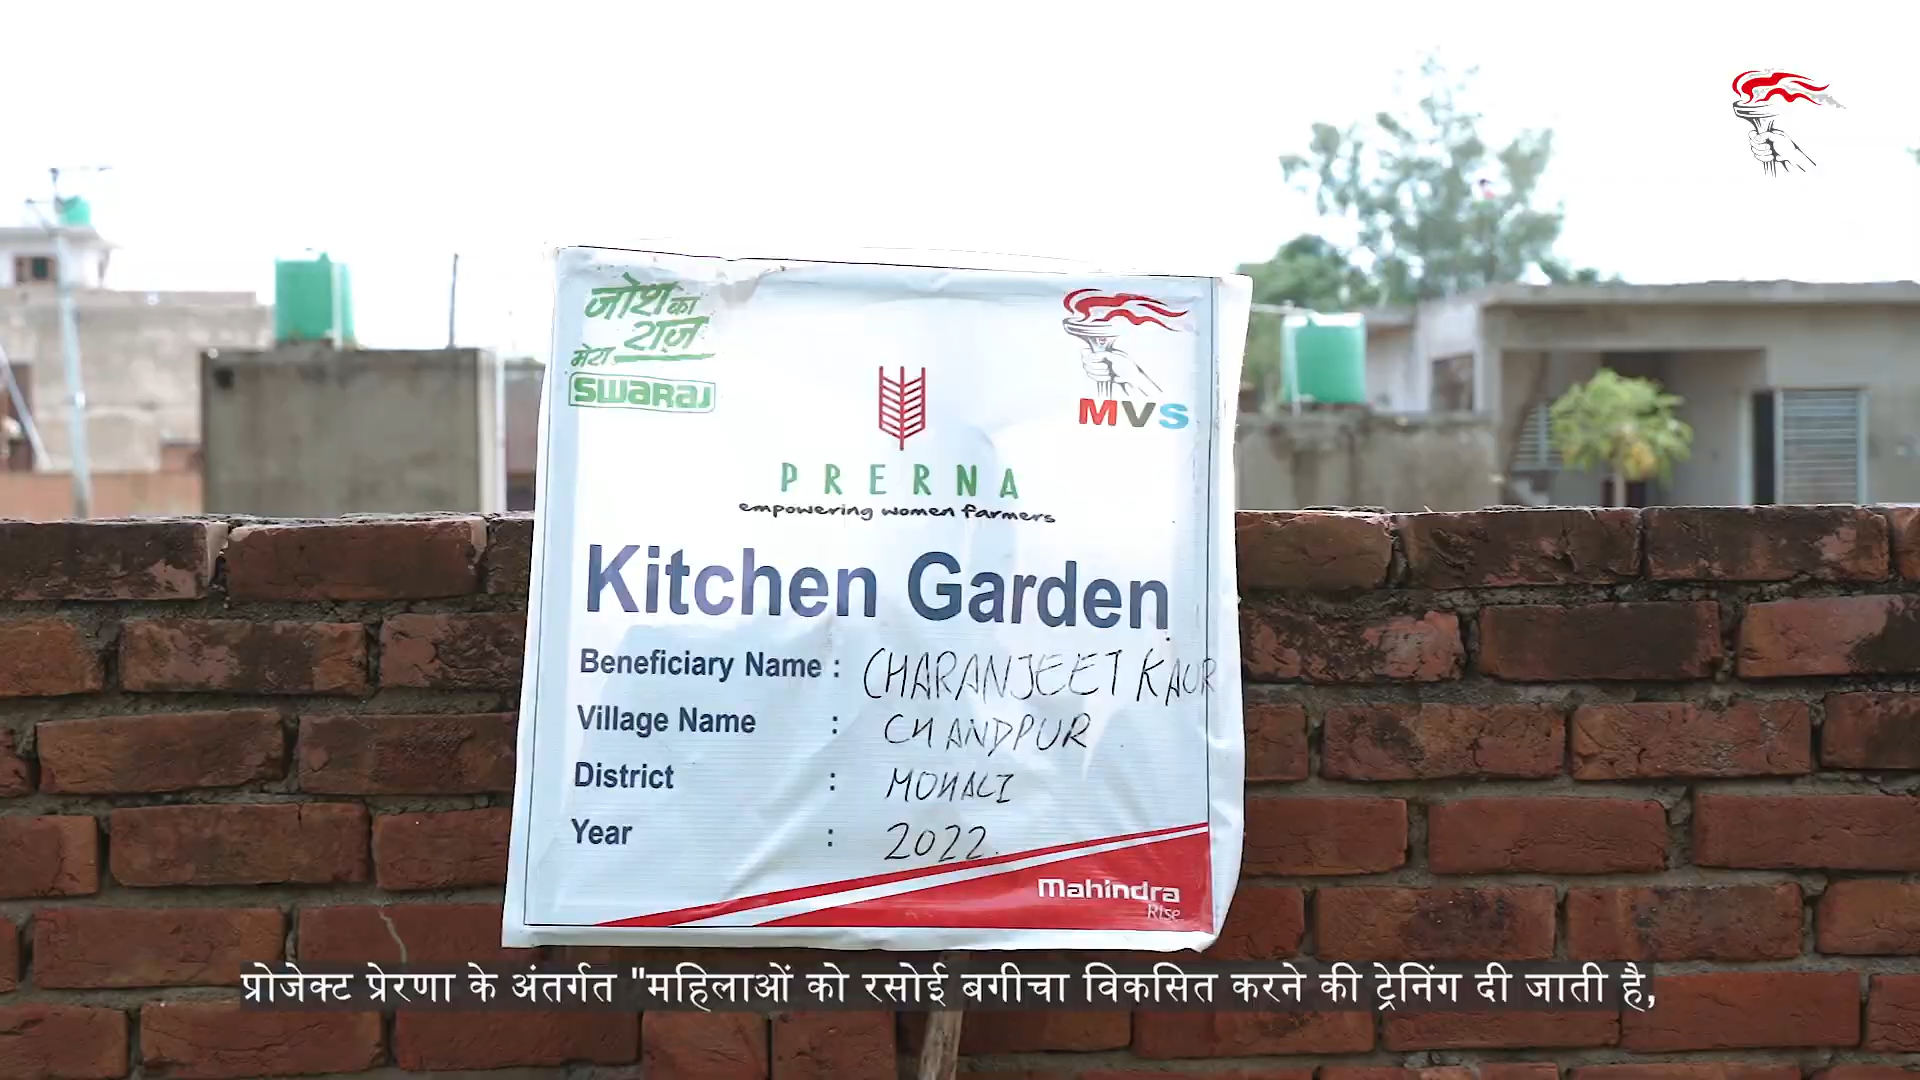 जोश का
राज़
मेरा
SWARAJ
MVS
PRERNA
empowering women farmers
Kitchen Garden
Beneficiary Name : CHARANJEET KAUR
Village Name : CHANDPUR
District : MOHALI
Year : 2022
Mahindra
Rise
प्रोजेक्ट प्रेरणा के अंतर्गत "महिलाओं को रसोई बगीचा विकसित करने की ट्रेनिंग दी जाती है,